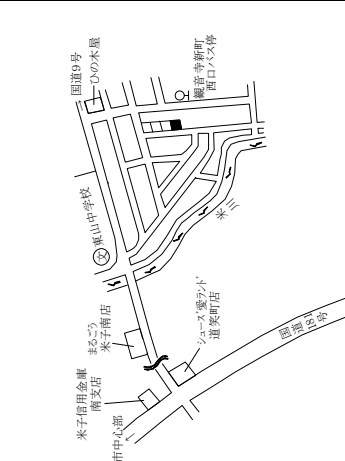 国道9号
ひの木屋
観音寺新町
西口バス停
文
東山中学校
米川
まるごう
米子南店
シューズ愛ランド
道笑町店
国道181号
米子信用金庫
南支店
市中心部